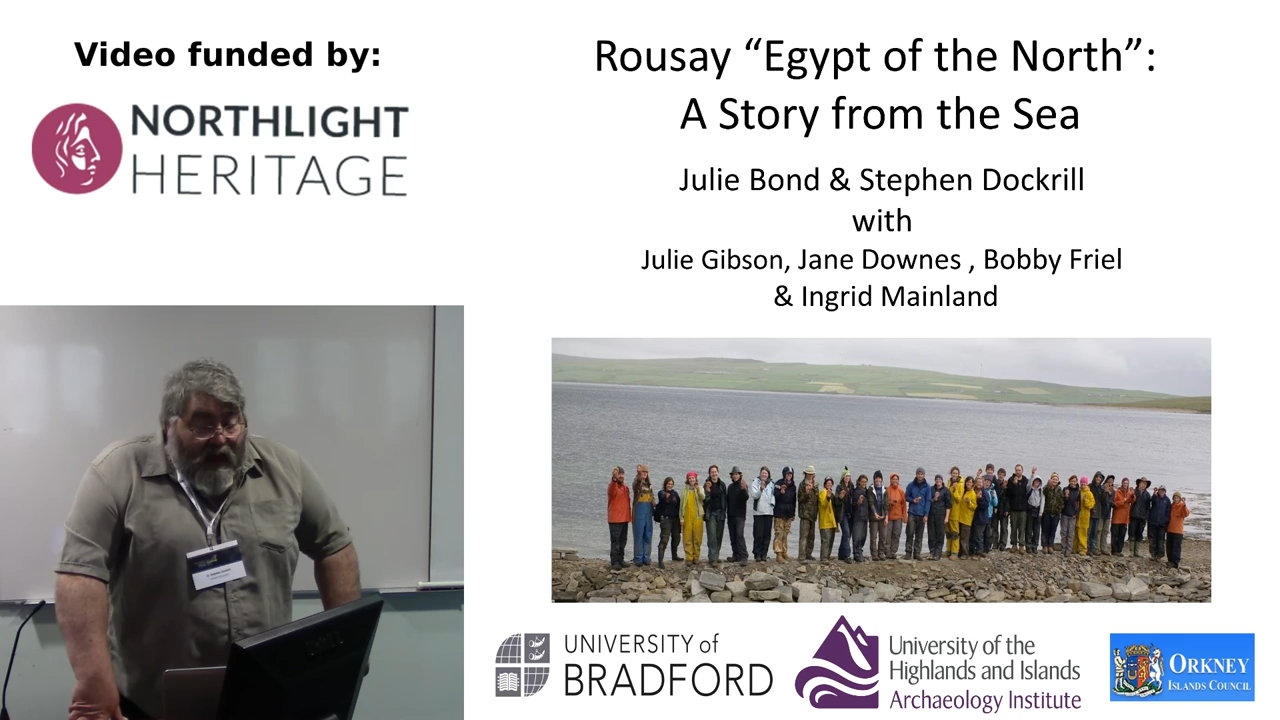 Video funded by:
NORTHLIGHT
HERITAGE
Rousay “Egypt of the North”:
A Story from the Sea
Julie Bond & Stephen Dockrill
with
Julie Gibson, Jane Downes , Bobby Friel
& Ingrid Mainland
UNIVERSITY of
BRADFORD
University of the
Highlands and Islands
Archaeology Institute
ORKNEY
ISLANDS COUNCIL
DELL